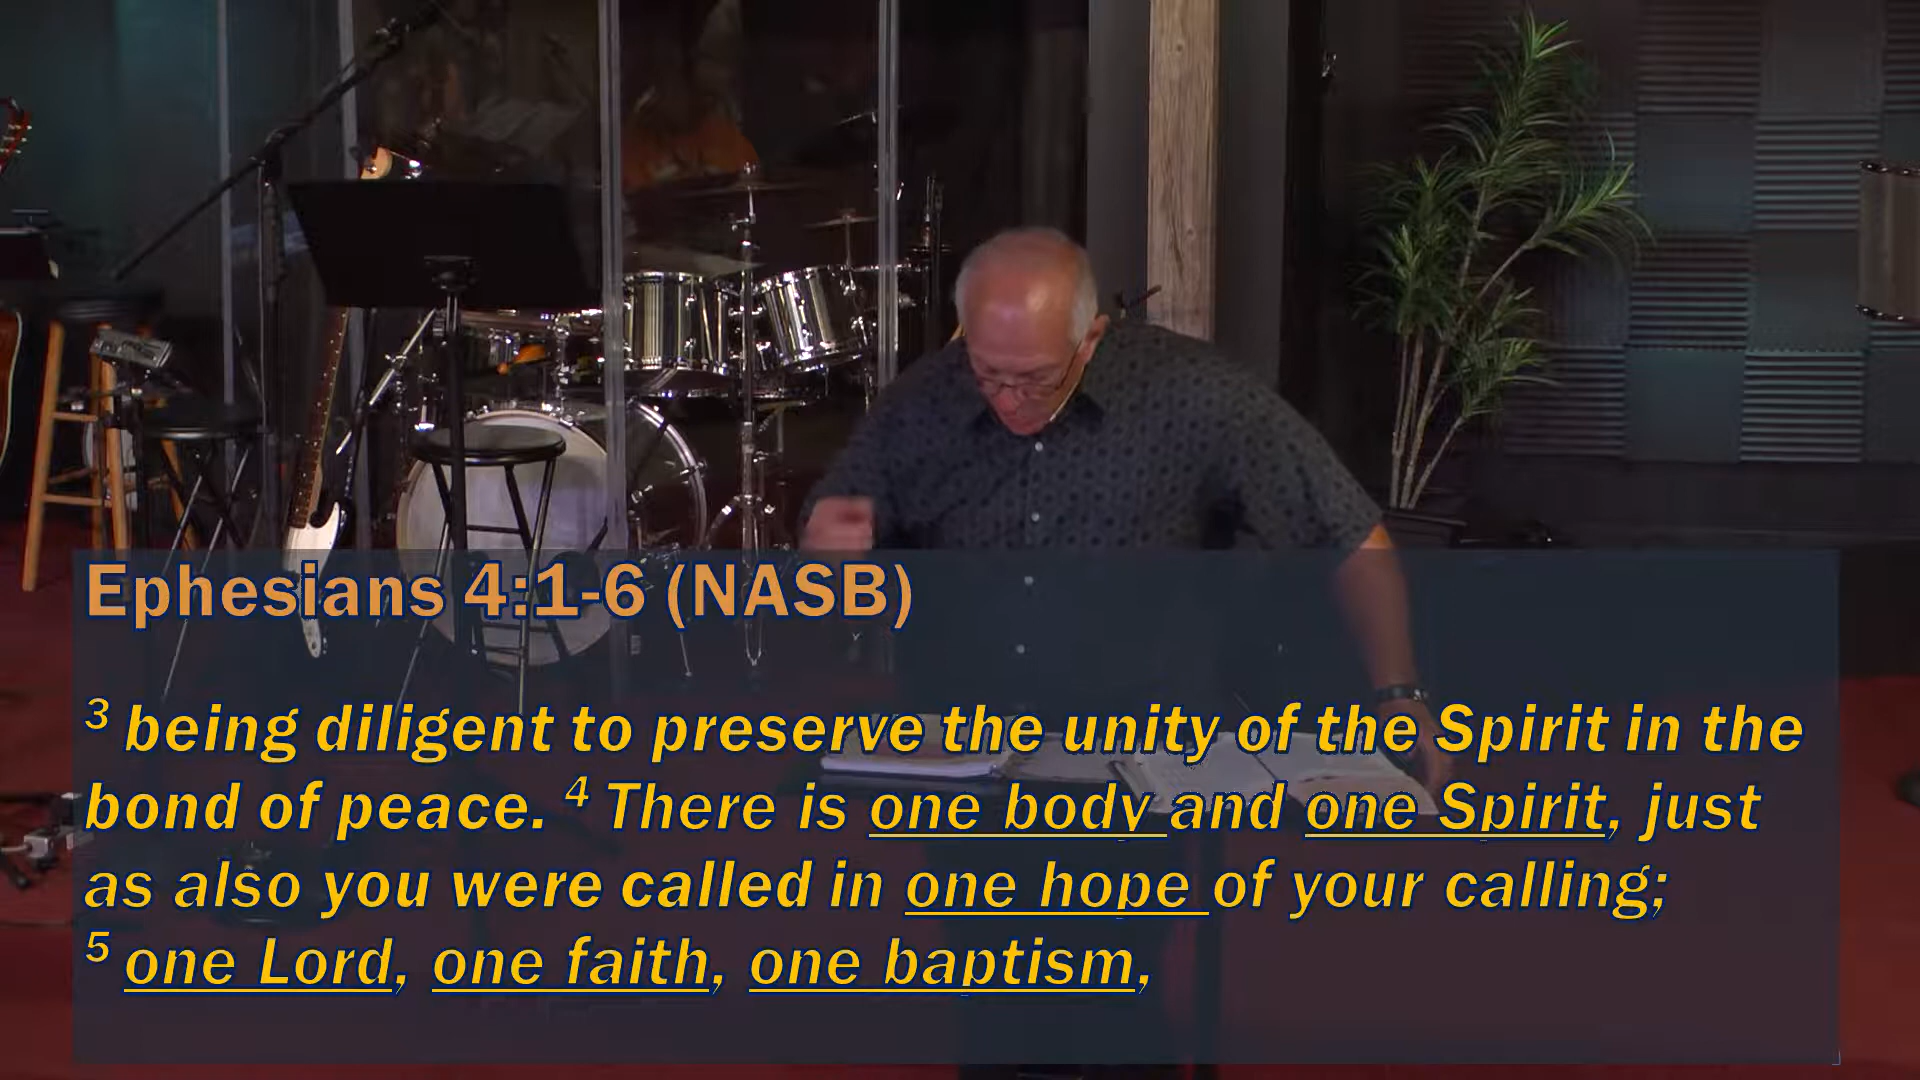 Ephesians 4:1-6 (NASB)
3 being diligent to preserve the unity of the Spirit in the
bond of peace. 4 There is one body and one Spirit, just
as also you were called in one hope of your calling;
5 one Lord, one faith, one baptism,